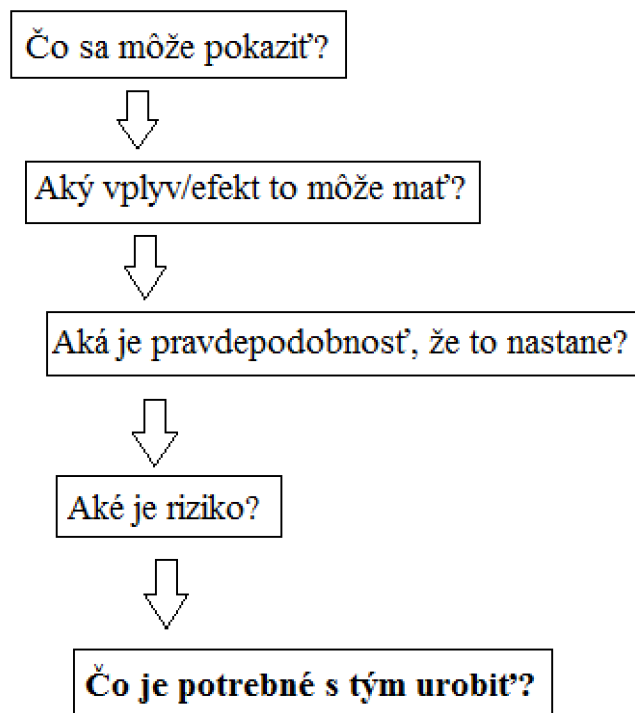 Čo sa môže pokaziť?
Aký vplyv/efekt to môže mať?
Aká je pravdepodobnosť, že to nastane?
Aké je riziko?
Čo je potrebné s tým urobiť?